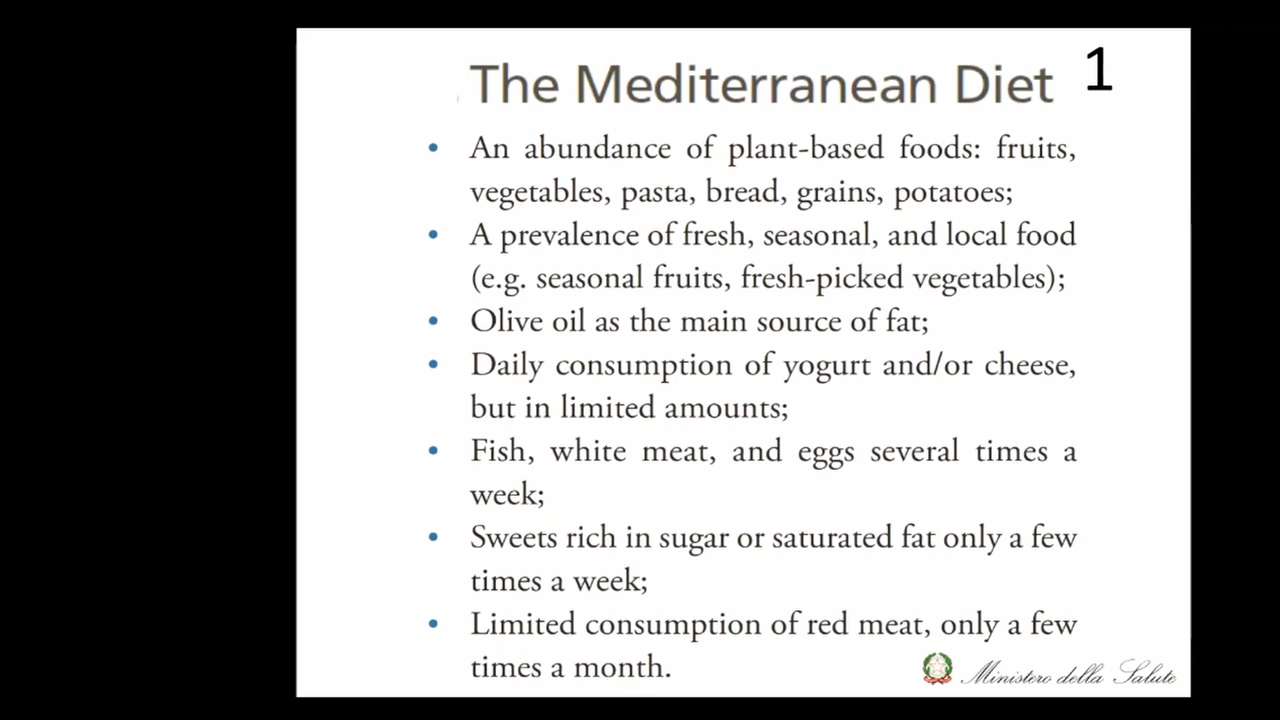 The Mediterranean Diet 1
• An abundance of plant-based foods: fruits,
vegetables, pasta, bread, grains, potatoes;
• A prevalence of fresh, seasonal, and local food
(e.g. seasonal fruits, fresh-picked vegetables);
• Olive oil as the main source of fat;
• Daily consumption of yogurt and/or cheese,
but in limited amounts;
• Fish, white meat, and eggs several times a
week;
• Sweets rich in sugar or saturated fat only a few
times a week;
• Limited consumption of red meat, only a few
times a month.
Ministero della Salute